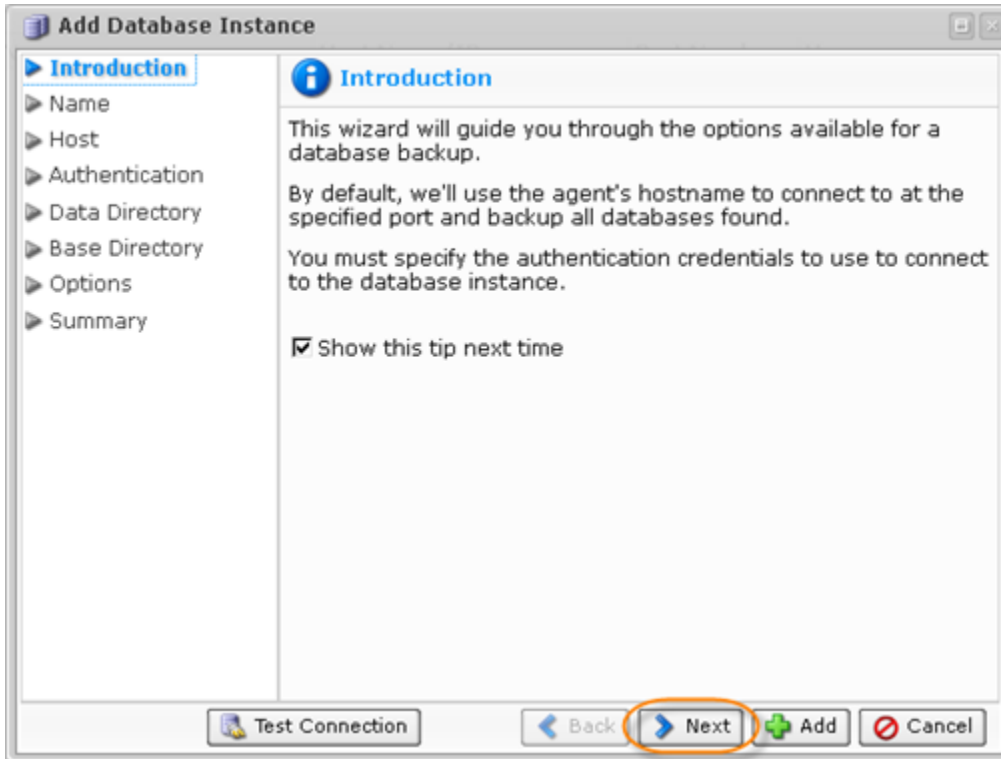 Add Database Instance
Introduction
Name
Host
Authentication
Data Directory
Base Directory
Options
Summary
Introduction
This wizard will guide you through the options available for a
database backup.
By default, we'll use the agent's hostname to connect to at the
specified port and backup all databases found.
You must specify the authentication credentials to use to connect
to the database instance.
Show this tip next time
Test Connection
Back
Next
Add
Cancel